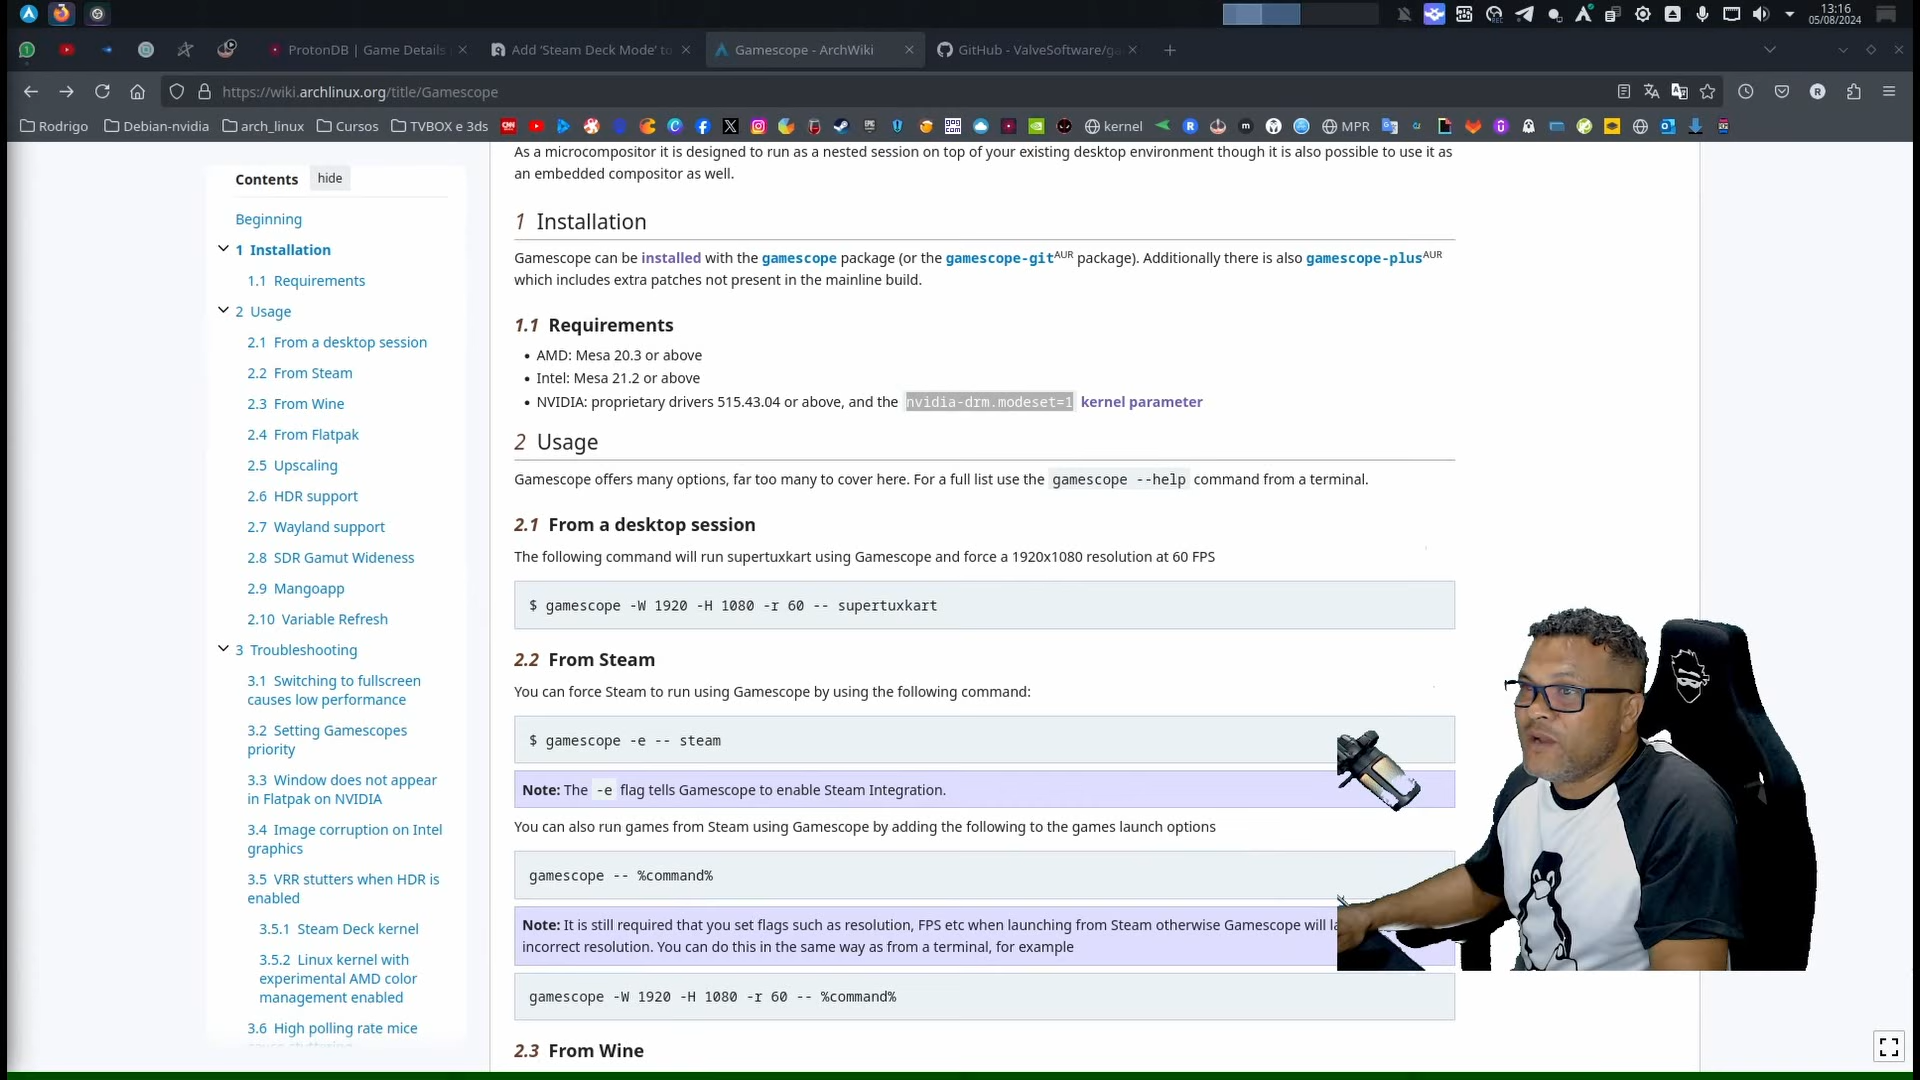 13:16
05/08/2024
ProtonDB | Game Details
Add ‘Steam Deck Mode’ to
Gamescope - ArchWiki
GitHub - ValveSoftware/ga
https://wiki.archlinux.org/title/Gamescope
Rodrigo
Debian-nvidia
arch_linux
Cursos
TVBOX e 3ds
kernel
MPR
As a microcompositor it is designed to run as a nested session on top of your existing desktop environment though it is also possible to use it as
an embedded compositor as well.
Contents
hide
Beginning
1 Installation
1.1 Requirements
2 Usage
2.1 From a desktop session
2.2 From Steam
2.3 From Wine
2.4 From Flatpak
2.5 Upscaling
2.6 HDR support
2.7 Wayland support
2.8 SDR Gamut Wideness
2.9 Mangoapp
2.10 Variable Refresh
3 Troubleshooting
3.1 Switching to fullscreen
causes low performance
3.2 Setting Gamescopes
priority
3.3 Window does not appear
in Flatpak on NVIDIA
3.4 Image corruption on Intel
graphics
3.5 VRR stutters when HDR is
enabled
3.5.1 Steam Deck kernel
3.5.2 Linux kernel with
experimental AMD color
management enabled
3.6 High polling rate mice
1 Installation
Gamescope can be installed with the gamescope package (or the gamescope-gitAUR package). Additionally there is also gamescope-plusAUR
which includes extra patches not present in the mainline build.
1.1 Requirements
• AMD: Mesa 20.3 or above
• Intel: Mesa 21.2 or above
• NVIDIA: proprietary drivers 515.43.04 or above, and the nvidia-drm.modeset=1 kernel parameter
2 Usage
Gamescope offers many options, far too many to cover here. For a full list use the gamescope --help command from a terminal.
2.1 From a desktop session
The following command will run supertuxkart using Gamescope and force a 1920x1080 resolution at 60 FPS
$ gamescope -W 1920 -H 1080 -r 60 -- supertuxkart
2.2 From Steam
You can force Steam to run using Gamescope by using the following command:
$ gamescope -e -- steam
Note: The -e flag tells Gamescope to enable Steam Integration.
You can also run games from Steam using Gamescope by adding the following to the games launch options
gamescope -- %command%
Note: It is still required that you set flags such as resolution, FPS etc when launching from Steam otherwise Gamescope will
incorrect resolution. You can do this in the same way as from a terminal, for example
gamescope -W 1920 -H 1080 -r 60 -- %command%
2.3 From Wine